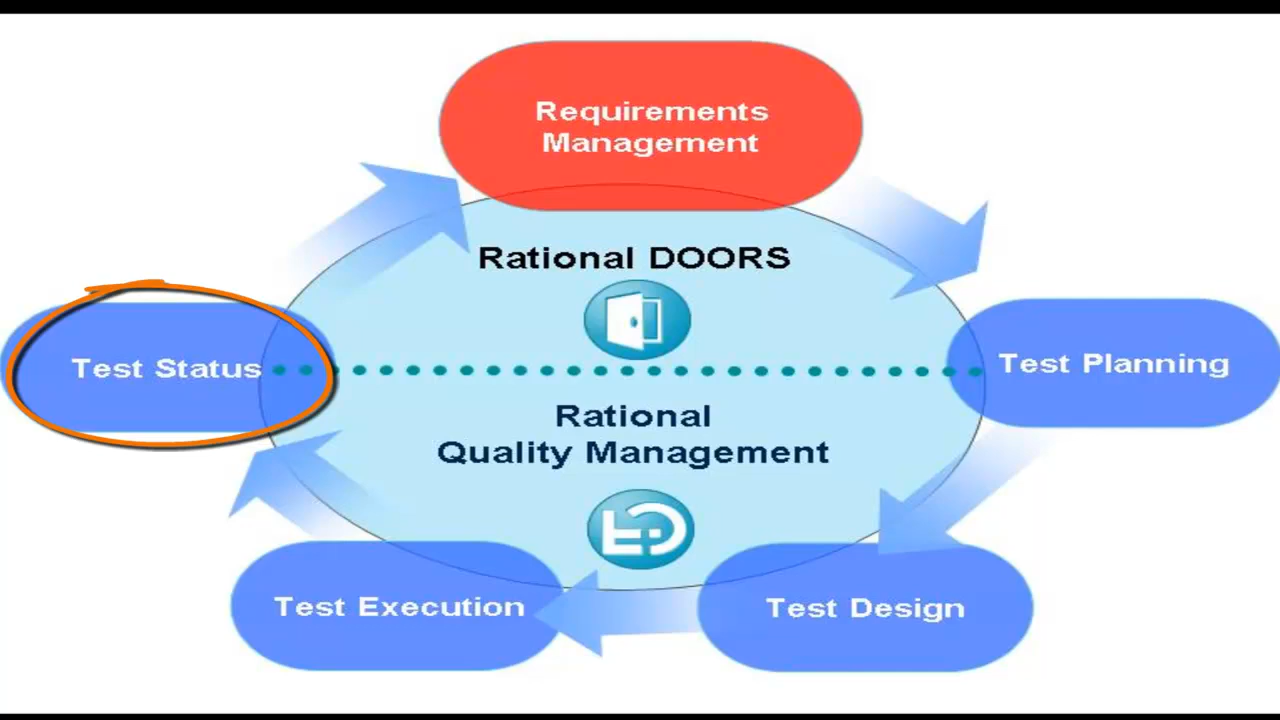 Requirements
Management
Rational DOORS
Test Status
Test Planning
Rational
Quality Management
Test Execution
Test Design